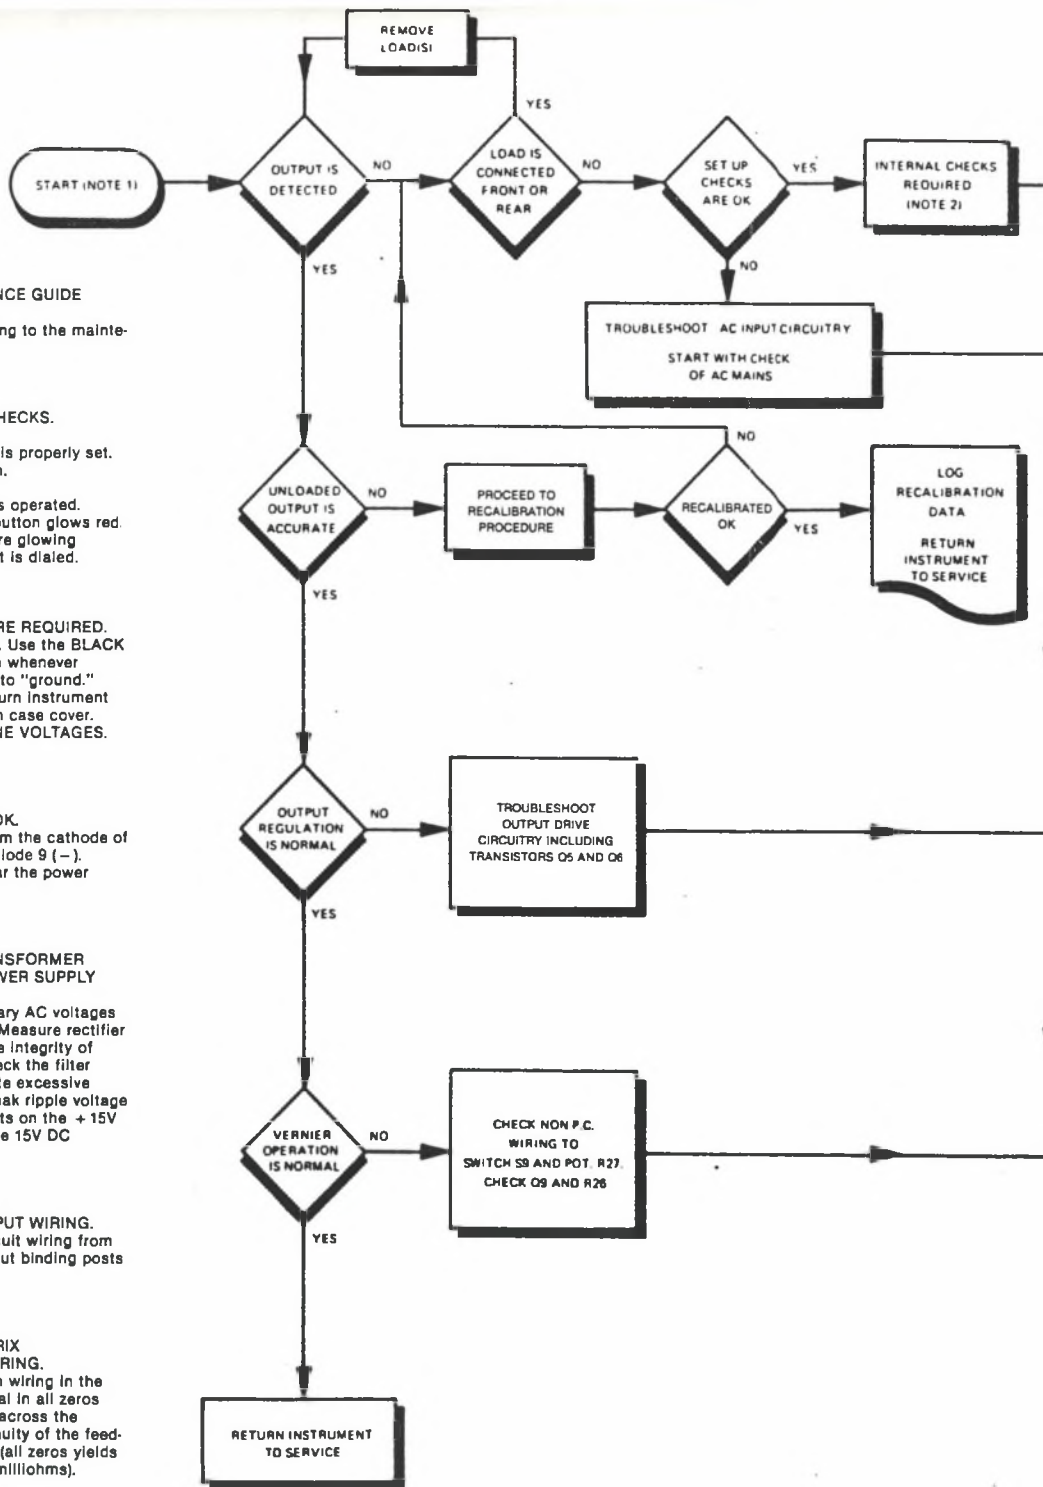 REMOVE
LOAD(S)
YES
START (NOTE 1)
OUTPUT IS
DETECTED
NO
LOAD IS
CONNECTED
FRONT OR
REAR
NO
SET UP
CHECKS
ARE OK
YES
INTERNAL CHECKS
REQUIRED
(NOTE 2)
YES
NO
TROUBLESHOOT AC INPUT CIRCUITRY
START WITH CHECK
OF AC MAINS
NO
UNLOADED
OUTPUT IS
ACCURATE
NO
PROCEED TO
RECALIBRATION
PROCEDURE
RECALIBRATED
OK
YES
LOG
RECALIBRATION
DATA
RETURN
INSTRUMENT
TO SERVICE
YES
OUTPUT
REGULATION
IS NORMAL
NO
TROUBLESHOOT
OUTPUT DRIVE
CIRCUITRY INCLUDING
TRANSISTORS Q5 AND Q6
YES
VERNIER
OPERATION
IS NORMAL
NO
CHECK NON P.C.
WIRING TO
SWITCH S9 AND POT. R27.
CHECK Q9 AND R26
YES
RETURN INSTRUMENT
TO SERVICE
NCE GUIDE
ng to the mainte-
HECKS.
is properly set.
n.
s operated.
button glows red.
re glowing
t is dialed.
RE REQUIRED.
. Use the BLACK
n whenever
to "ground."
urn instrument
n case cover.
NE VOLTAGES.
OK.
om the cathode of
iode 9 (–).
ar the power
NSFORMER
WER SUPPLY
ary AC voltages
Measure rectifier
e integrity of
eck the filter
te excessive
eak ripple voltage
its on the + 15V
e 15V DC
PUT WIRING.
cuit wiring from
out binding posts
RIX
RING.
n wiring in the
al in all zeros
across the
nuity of the feed-
(all zeros yields
milliohms).